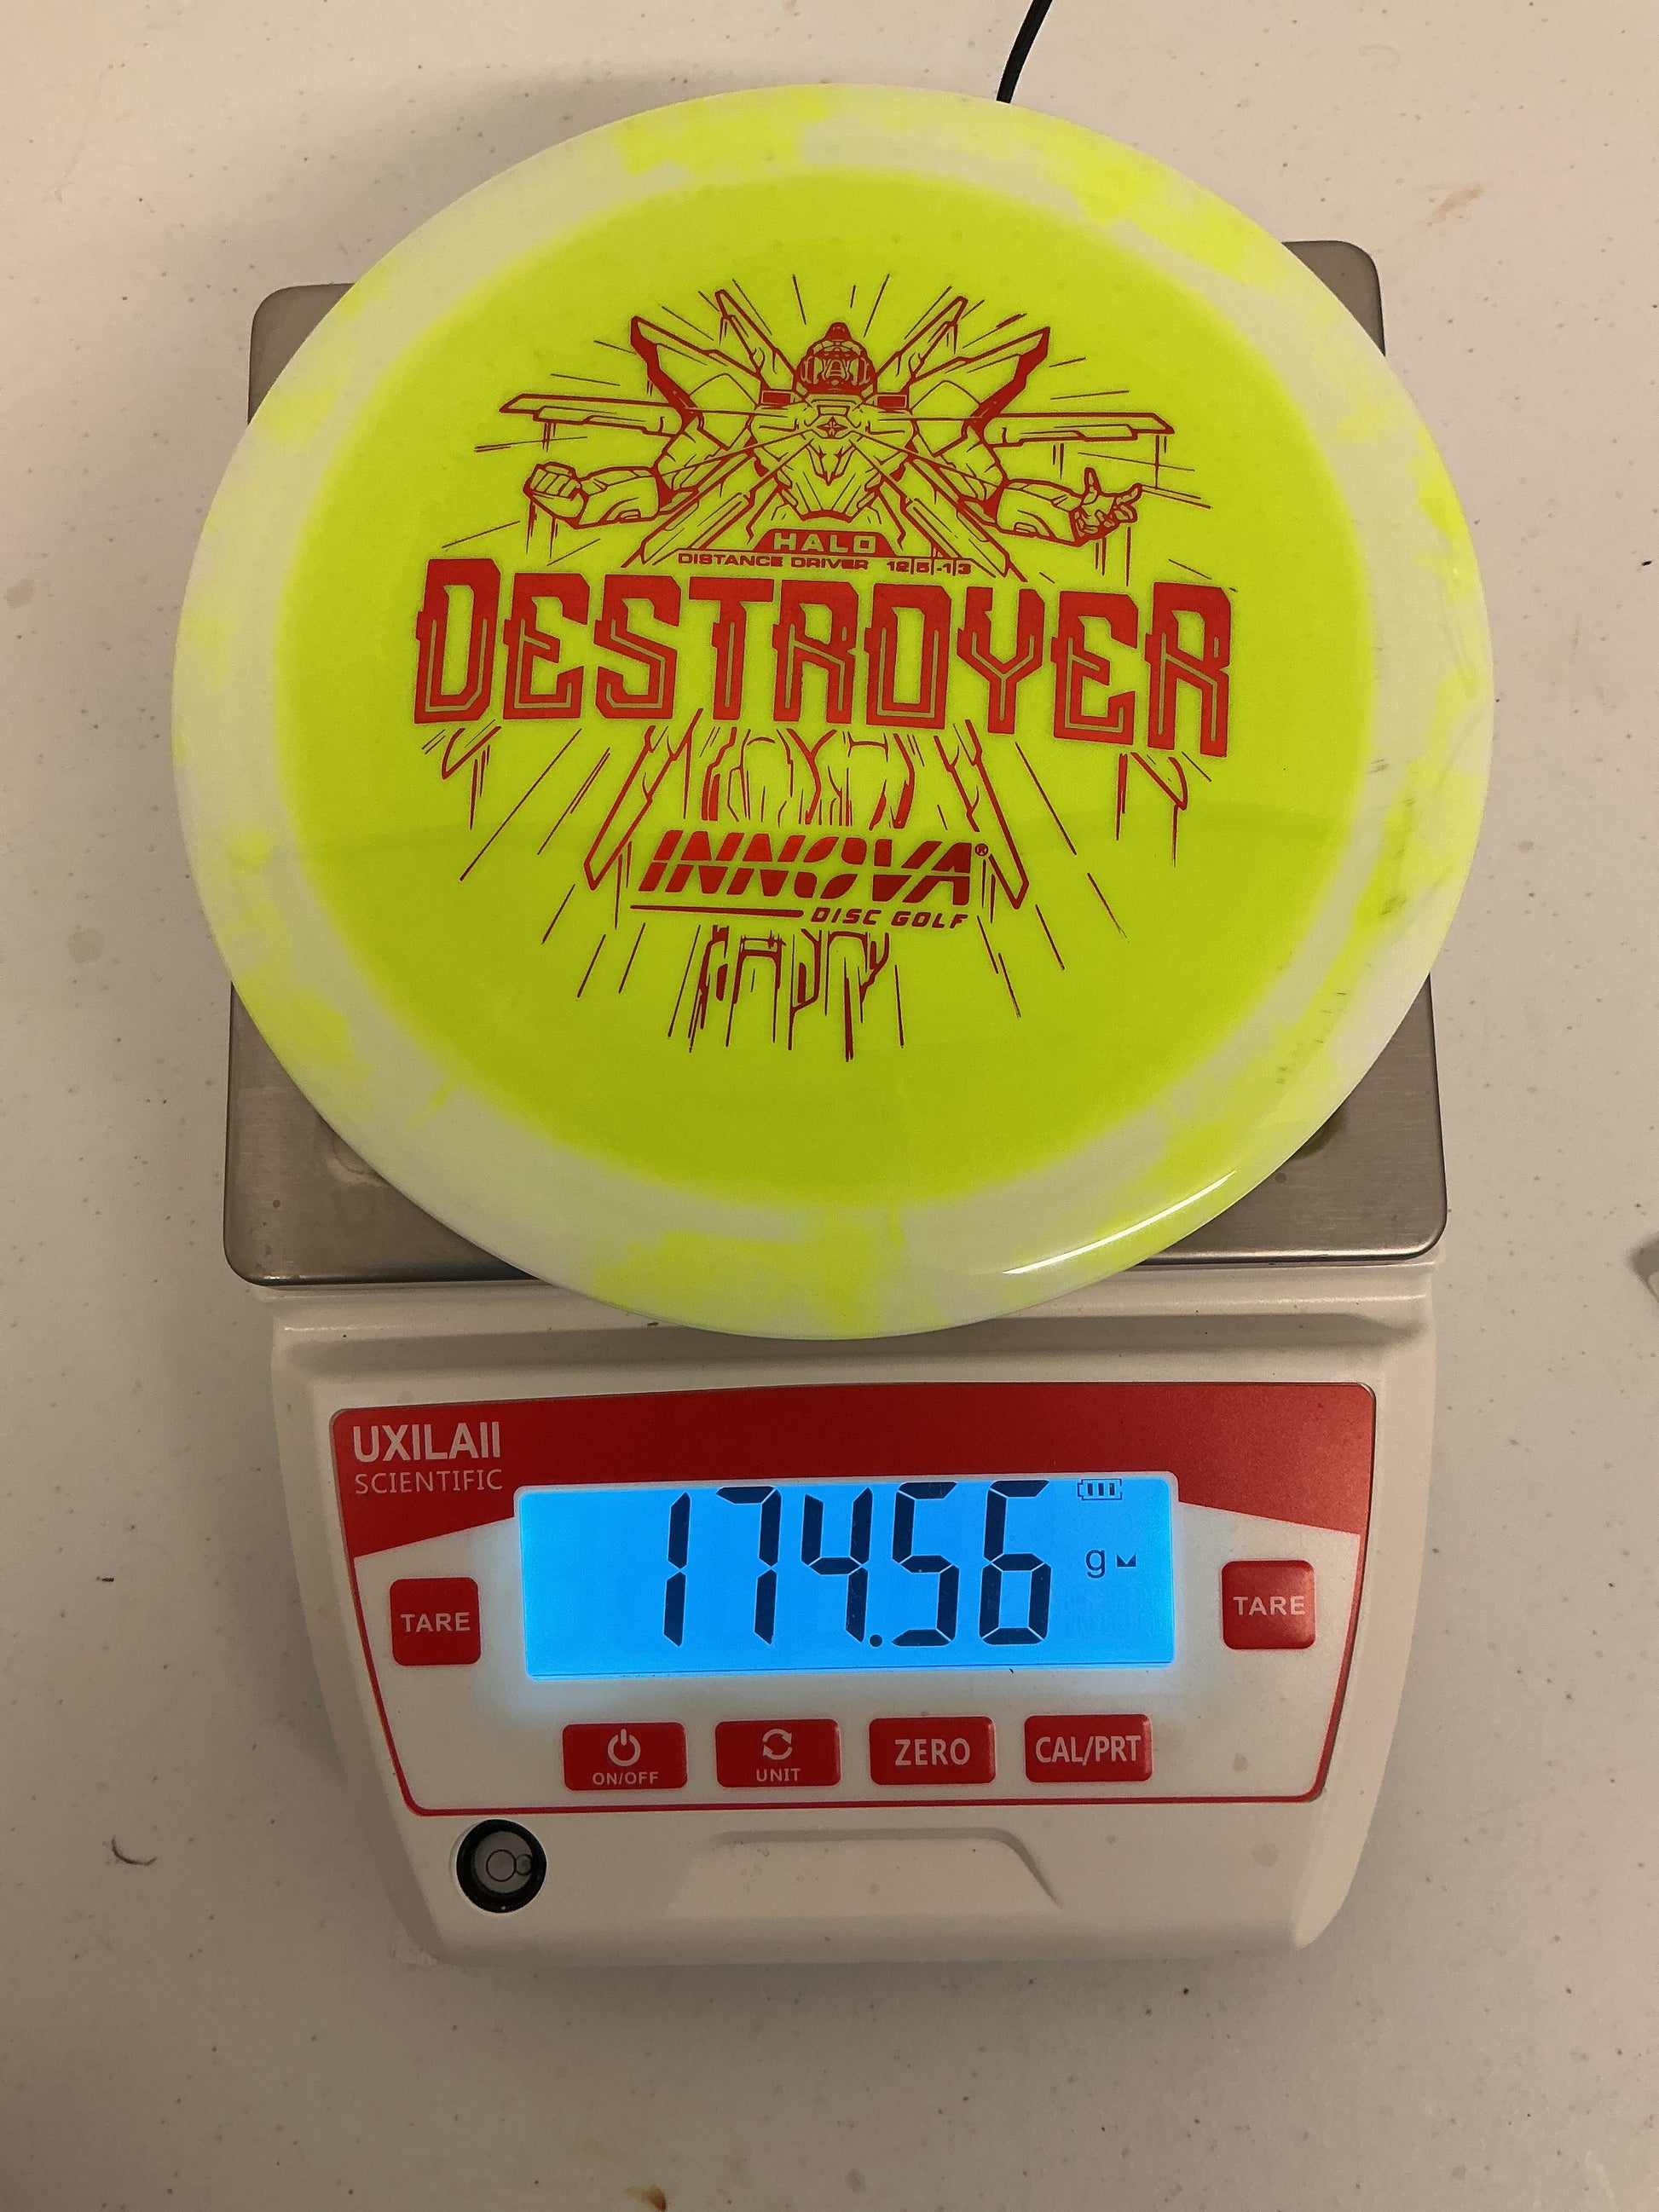 HALO
DISTANCE DRIVER 12|5|-1|3
DESTROYER
INNOVA®
DISC GOLF
UXILAII
SCIENTIFIC
174.56 g
TARE
TARE
ON/OFF
UNIT
ZERO
CAL/PRT